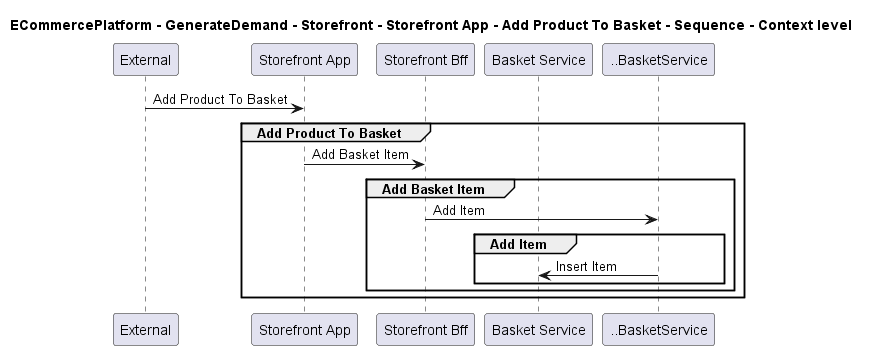 ECommercePlatform - GenerateDemand - Storefront - Storefront App - Add Product To Basket - Sequence - Context level
External
Storefront App
Storefront Bff
Basket Service
..BasketService
Add Product To Basket
Add Product To Basket
Add Basket Item
Add Basket Item
Add Item
Add Item
Insert Item
External
Storefront App
Storefront Bff
Basket Service
..BasketService